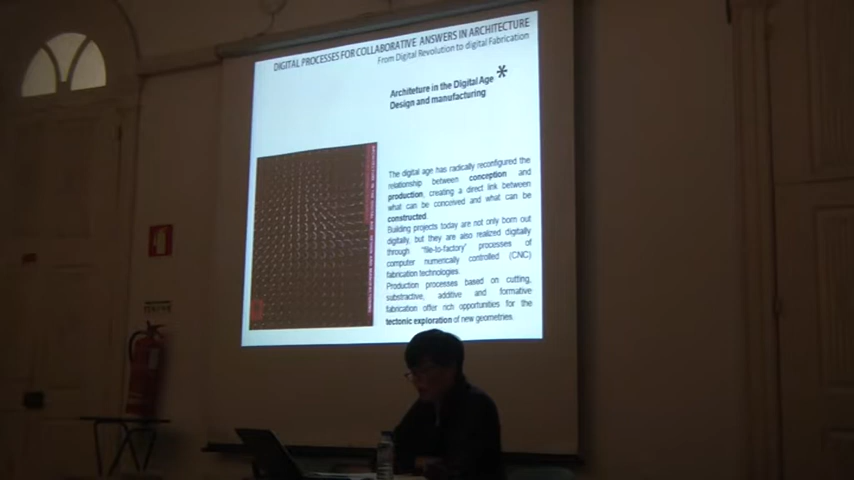 DIGITAL PROCESSES FOR COLLABORATIVE ANSWERS IN ARCHITECTURE
From Digital Revolution to digital Fabrication
Architeture in the Digital Age *
Design and manufacturing
The digital age has radically reconfigured the
relationship between conception and
production, creating a direct link between
what can be conceived and what can be
constructed.
Building projects today are not only born out
digitally, but they are also realized digitally
through "file-to-factory" processes of
computer numerically controlled (CNC)
fabrication technologies.
Production processes based on cutting,
substractive, additive and formative
fabrication offer rich opportunities for the
tectonic exploration of new geometries.